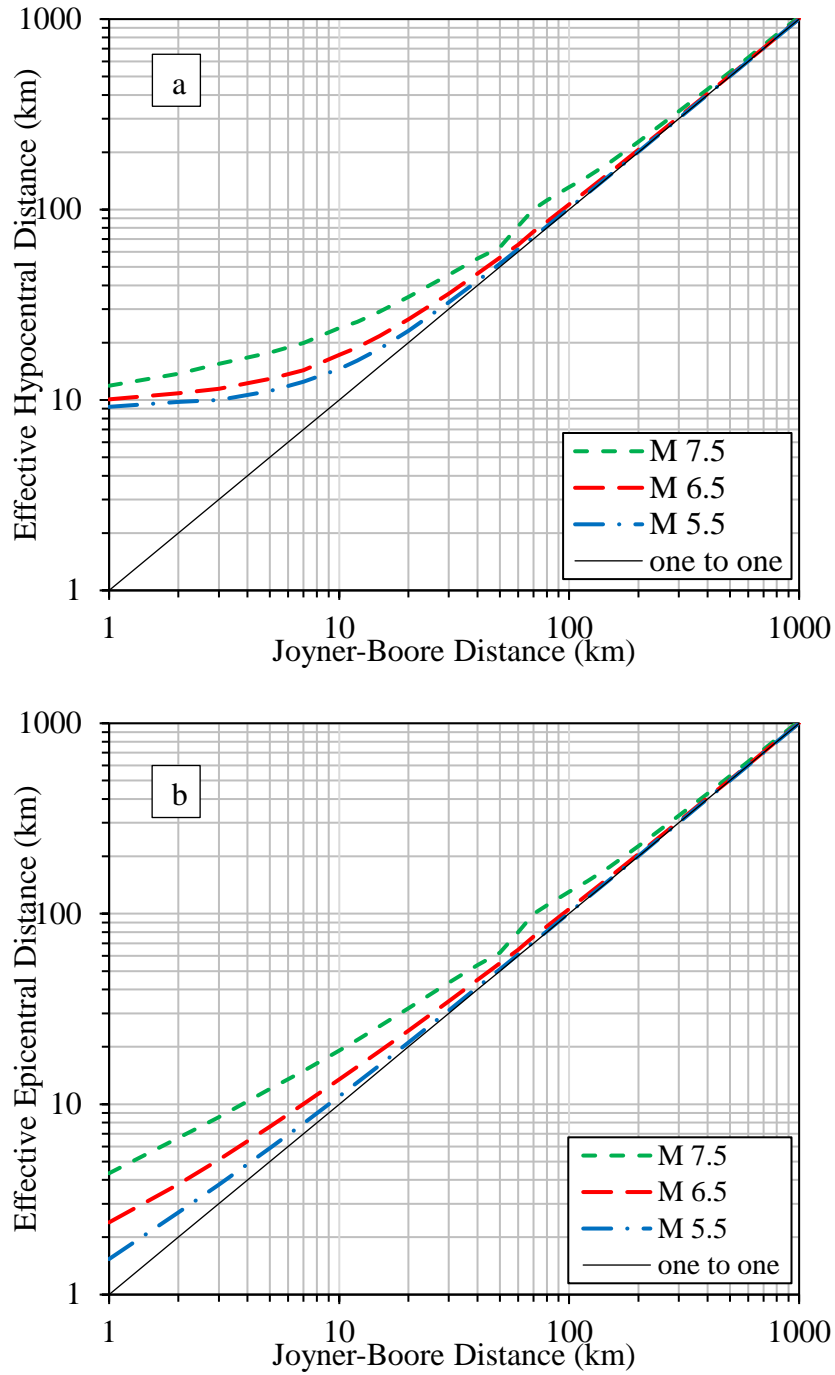 1000
a
100
10
1
Effective Hypocentral Distance (km)
M 7.5
M 6.5
M 5.5
one to one
1 10 100 1000
Joyner-Boore Distance (km)
1000
b
100
10
1
Effective Epicentral Distance (km)
M 7.5
M 6.5
M 5.5
one to one
1 10 100 1000
Joyner-Boore Distance (km)